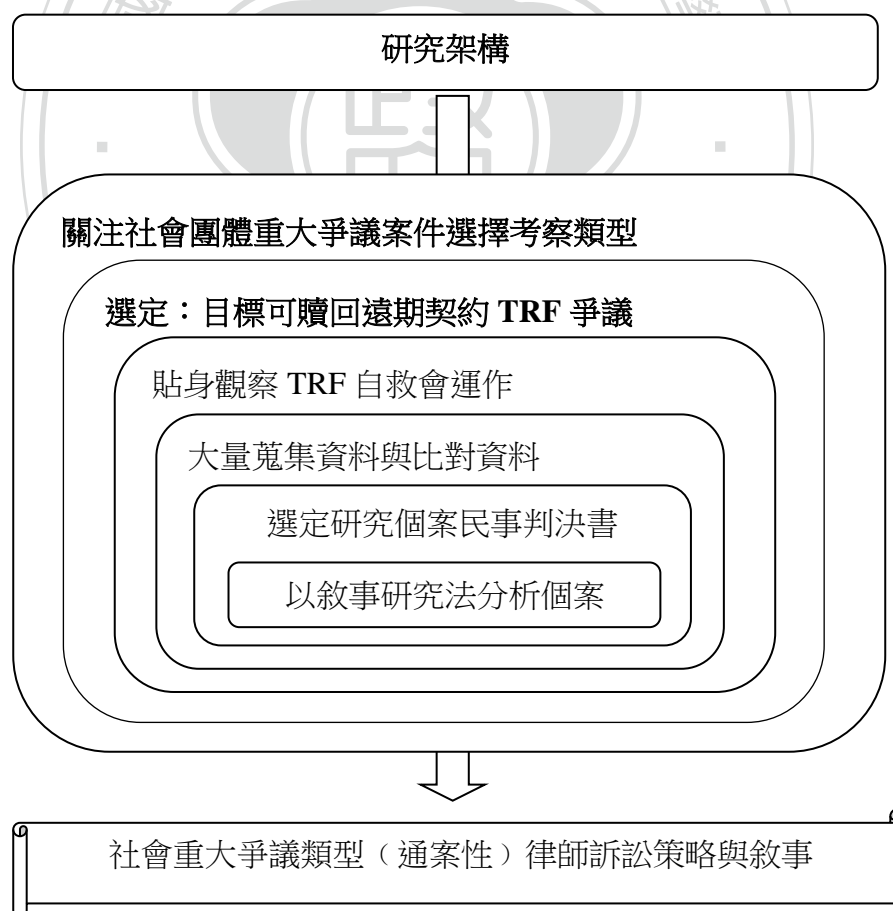 研究架構
關注社會團體重大爭議案件選擇考察類型
選定：目標可贖回遠期契約 TRF 爭議
貼身觀察 TRF 自救會運作
大量蒐集資料與比對資料
選定研究個案民事判決書
以敘事研究法分析個案
社會重大爭議類型（通案性）律師訴訟策略與敘事